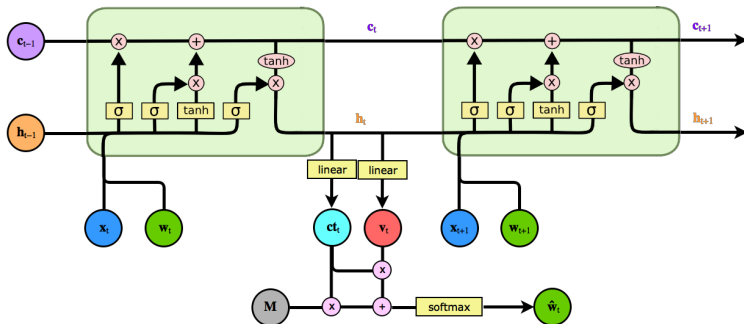 c_t c_{t+1}
c_{t−1} x + x +
tanh tanh
x x x x
σ σ tanh σ σ σ tanh σ
h_t h_{t+1}
h_{t−1}
linear linear
x_t w_t ct_t v_t x_{t+1} w_{t+1}
x
M x + softmax ŵ_t